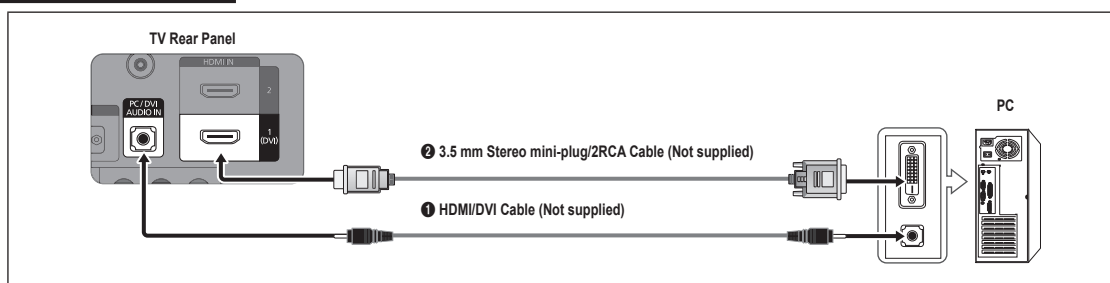 TV Rear Panel
HDMI IN
2
PC / DVI
AUDIO IN
1
(DVI)
PC
❷ 3.5 mm Stereo mini-plug/2RCA Cable (Not supplied)
❶ HDMI/DVI Cable (Not supplied)